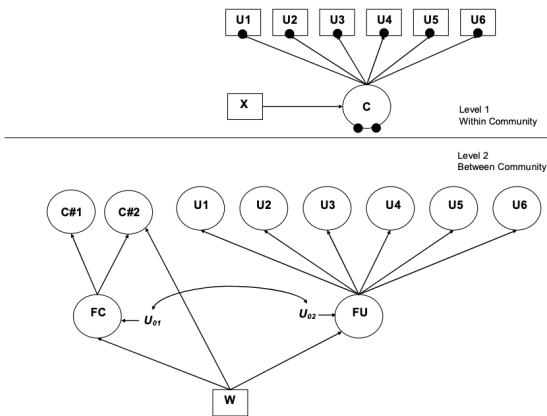 U1 U2 U3 U4 U5 U6
X C
Level 1
Within Community
Level 2
Between Community
C#1 C#2 U1 U2 U3 U4 U5 U6
FC U01 U02 FU
W